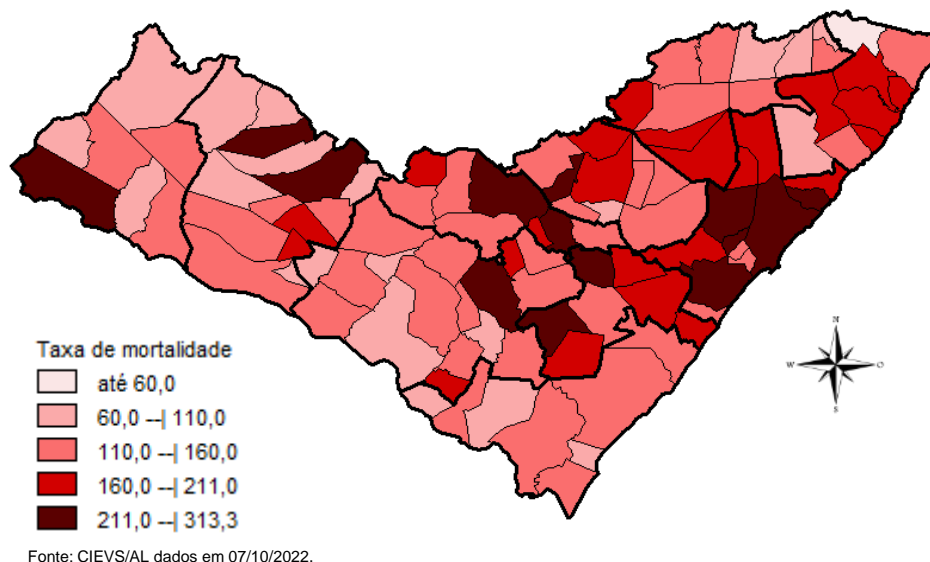 N
W
O
S
Taxa de mortalidade
até 60,0
60,0 --| 110,0
110,0 --| 160,0
160,0 --| 211,0
211,0 --| 313,3
Fonte: CIEVS/AL dados em 07/10/2022.